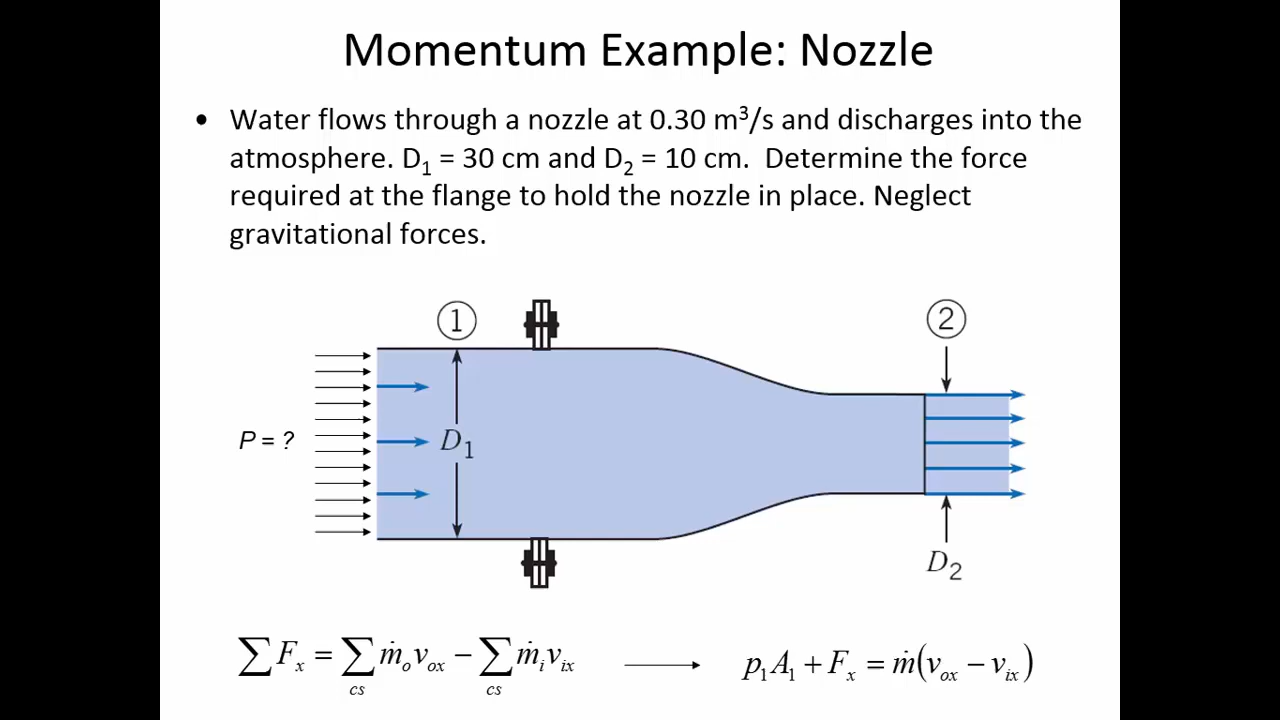 Momentum Example: Nozzle
• Water flows through a nozzle at 0.30 m³/s and discharges into the
atmosphere. D₁ = 30 cm and D₂ = 10 cm. Determine the force
required at the flange to hold the nozzle in place. Neglect
gravitational forces.
1
2
P = ?
D₁
D₂
∑Fₓ = ∑ ṁₒvₒₓ − ∑ ṁᵢvᵢₓ
cs cs
p₁A₁ + Fₓ = ṁ(vₒₓ − vᵢₓ)